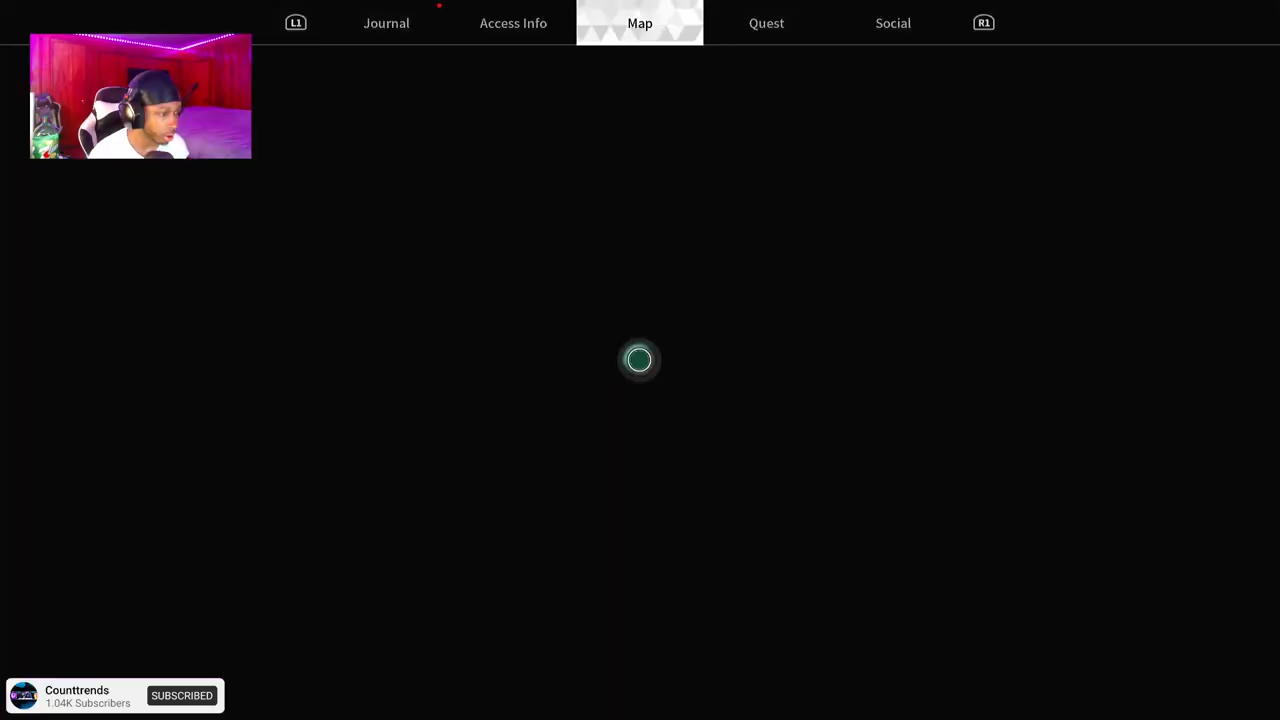 L1 Journal Access Info Map Quest Social R1
Counttrends
1.04K Subscribers
SUBSCRIBED